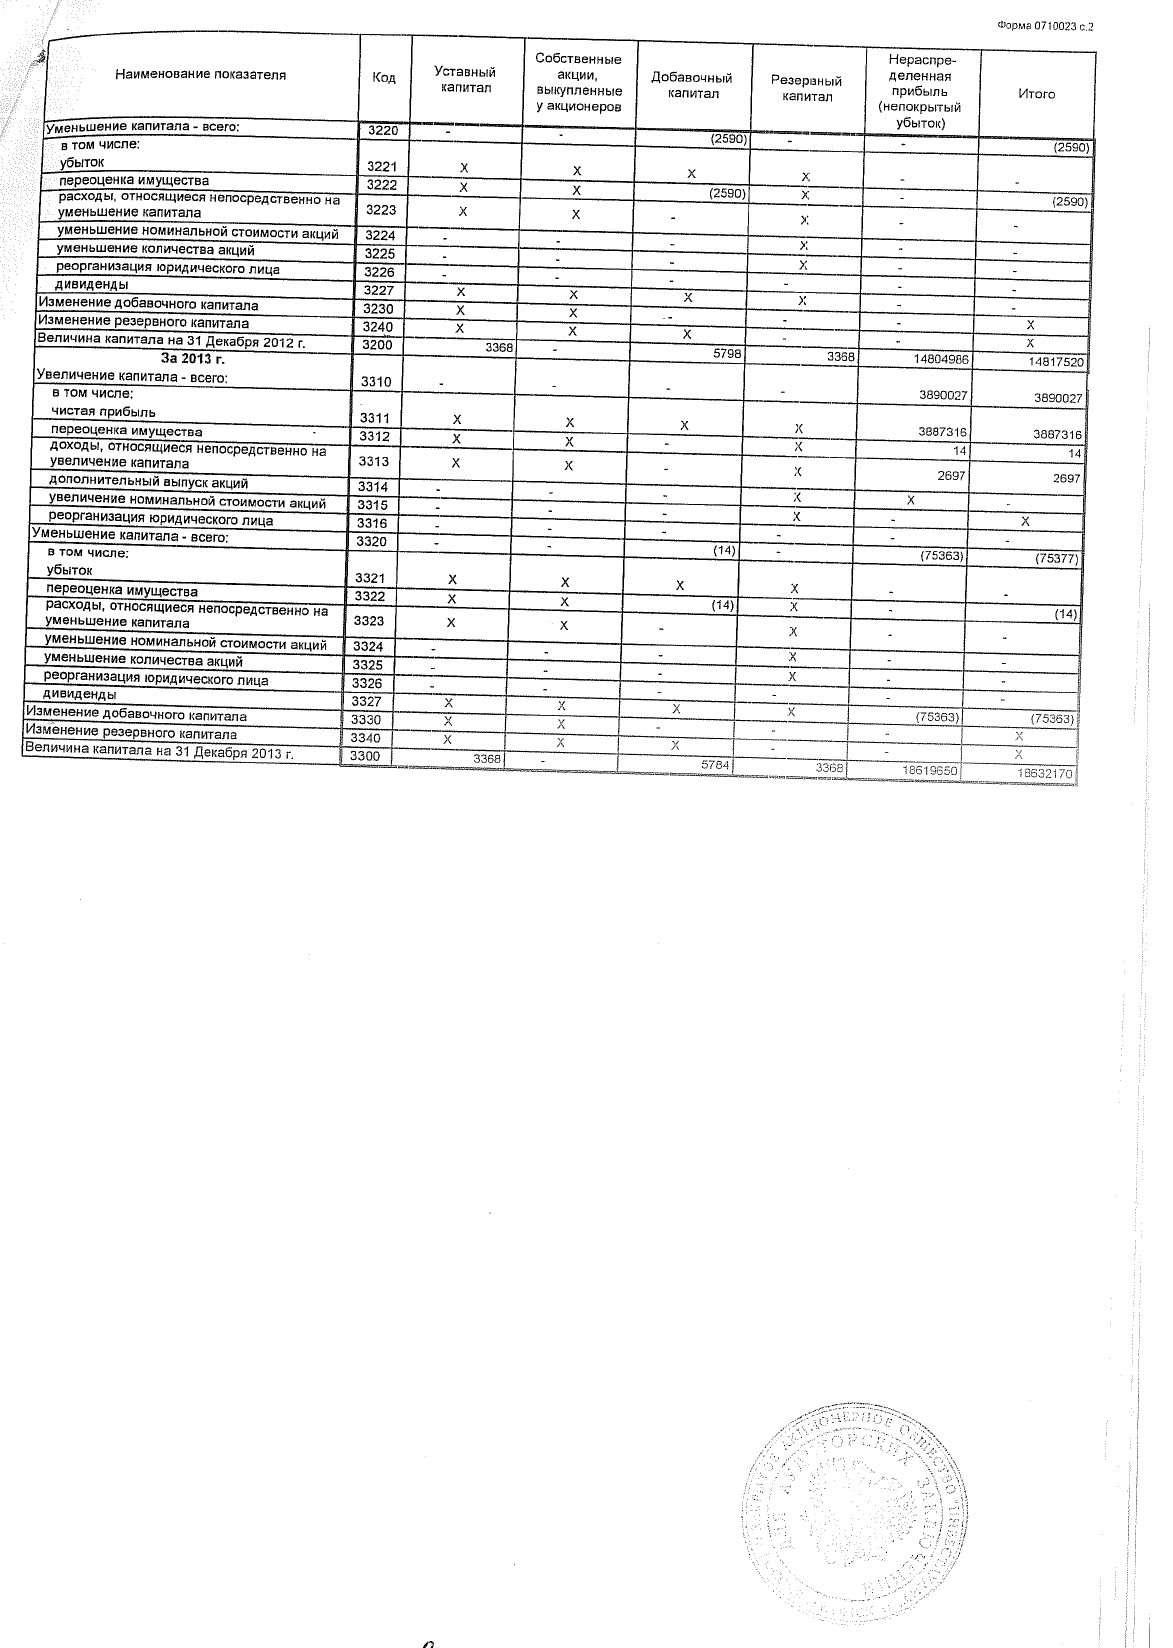 Форма 0710023 с.2
Наименование показателя Код Уставный капитал Собственные акции, выкупленные у акционеров Добавочный капитал Резервный капитал Нераспре-деленная прибыль (непокрытый убыток) Итого
Уменьшение капитала - всего: 3220 - - (2590) - - (2590)
в том числе:
убыток 3221 X X X X - -
переоценка имущества 3222 X X (2590) X - (2590)
расходы, относящиеся непосредственно на
уменьшение капитала 3223 X X - X - -
уменьшение номинальной стоимости акций 3224 - - - X - -
уменьшение количества акций 3225 - - - X - -
реорганизация юридического лица 3226 - - - - - -
дивиденды 3227 X X X X - -
Изменение добавочного капитала 3230 X X - - - X
Изменение резервного капитала 3240 X X X - - X
Величина капитала на 31 Декабря 2012 г. 3200 3368 - 5798 3368 14804986 14817520
За 2013 г.
Увеличение капитала - всего: 3310 - - - - 3890027 3890027
в том числе:
чистая прибыль 3311 X X X X 3887316 3887316
переоценка имущества 3312 X X - X 14 14
доходы, относящиеся непосредственно на
увеличение капитала 3313 X X - X 2697 2697
дополнительный выпуск акций 3314 - - - X X -
увеличение номинальной стоимости акций 3315 - - - X - X
реорганизация юридического лица 3316 - - - - - -
Уменьшение капитала - всего: 3320 - - (14) - (75363) (75377)
в том числе:
убыток 3321 X X X X - -
переоценка имущества 3322 X X (14) X - (14)
расходы, относящиеся непосредственно на
уменьшение капитала 3323 X X - X - -
уменьшение номинальной стоимости акций 3324 - - - X - -
уменьшение количества акций 3325 - - - X - -
реорганизация юридического лица 3326 - - - - - -
дивиденды 3327 X X X X (75363) (75363)
Изменение добавочного капитала 3330 X X - - - X
Изменение резервного капитала 3340 X X X - - X
Величина капитала на 31 Декабря 2013 г. 3300 3368 - 5784 3368 18619650 18632170
АКЦИОНЕРНОЕ ОБЩЕСТВО
ДЛЯ АУДИТОРСКИХ ЗАКЛЮЧЕНИЙ